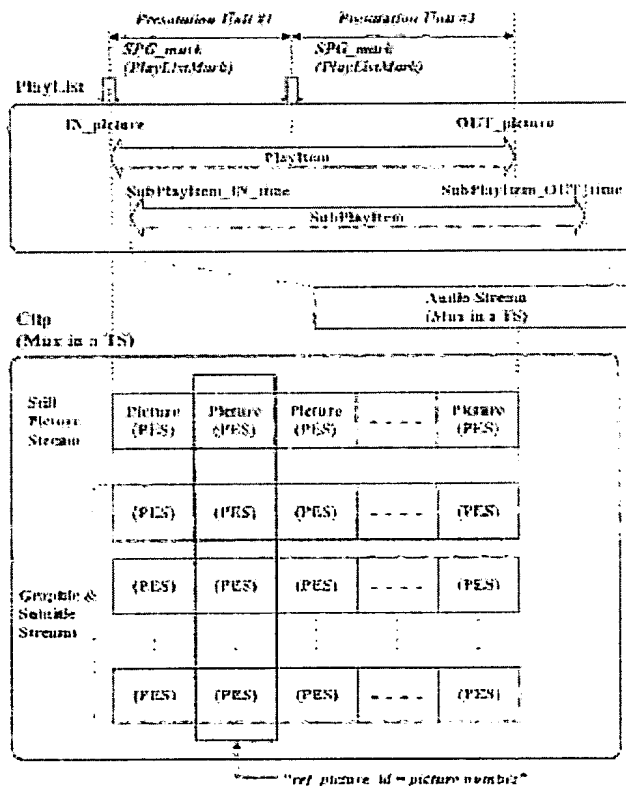 Presentation Unit #1 Presentation Unit #2
SPG_mark SPG_mark
(PlayListMark) (PlayListMark)
PlayList
IN_picture OUT_picture
PlayItem
SubPlayItem_IN_time SubPlayItem_OUT_time
SubPlayItem
Audio Stream
(Mux in a TS)
Clip
(Mux in a TS)
Still
Picture
Stream
Picture
(PES)
Picture
(PES)
Picture
(PES)
- - - -
Picture
(PES)
(PES) (PES) (PES) - - - - (PES)
Graphic &
Subtitle
Streams
(PES) (PES) (PES) - - - - (PES)
(PES) (PES) (PES) - - - - (PES)
"ref_picture_id = picture number"